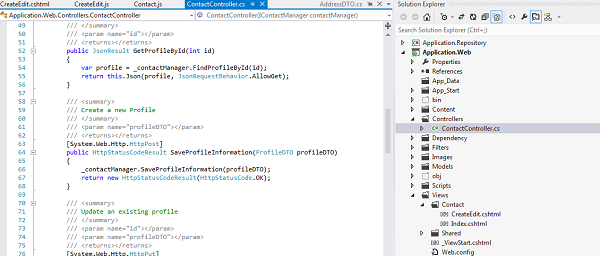 CreateEdit.cshtml CreateEdit.js Contact.js ContactController.cs AddressDTO.cs
Application.Web.Controllers.ContactController ContactController(IContactManager contactManager)
49 /// </summary>
50 /// <param name="id"></param>
51 /// <returns></returns>
52 public JsonResult GetProfileById(int id)
53 {
54 var profile = _contactManager.FindProfileById(id);
55 return this.Json(profile, JsonRequestBehavior.AllowGet);
56 }
57
58 /// <summary>
59 /// Create a new Profile
60 /// </summary>
61 /// <param name="profileDTO"></param>
62 /// <returns></returns>
63 [System.Web.Http.HttpPost]
64 public HttpStatusCodeResult SaveProfileInformation(ProfileDTO profileDTO)
65 {
66 _contactManager.SaveProfileInformation(profileDTO);
67 return new HttpStatusCodeResult(HttpStatusCode.OK);
68 }
69
70 /// <summary>
71 /// Update an existing profile
72 /// </summary>
73 /// <param name="id"></param>
74 /// <param name="profileDTO"></param>
75 /// <returns></returns>
76 [System.Web.Http.HttpPut]
Solution Explorer
Search Solution Explorer (Ctrl+;)
Application.Repository
Application.Web
Properties
References
App_Data
App_Start
bin
Content
Controllers
C# ContactController.cs
Dependency
Filters
Images
Models
obj
Scripts
Views
Contact
CreateEdit.cshtml
Index.cshtml
Shared
_ViewStart.cshtml
Web.config